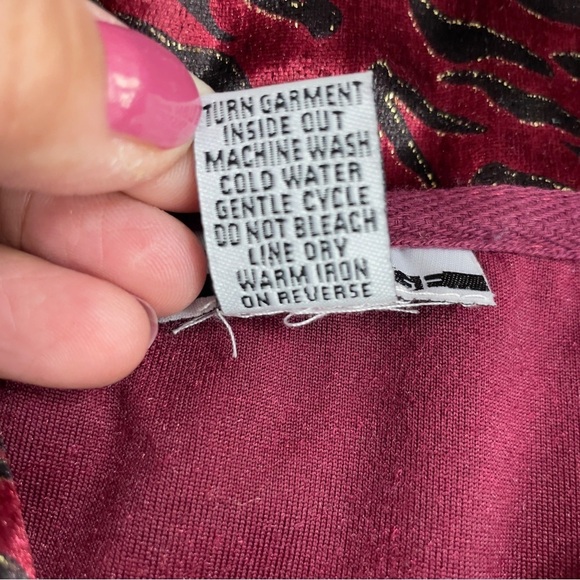 TURN GARMENT
INSIDE OUT
MACHINE WASH
COLD WATER
GENTLE CYCLE
DO NOT BLEACH
LINE DRY
WARM IRON
ON REVERSE